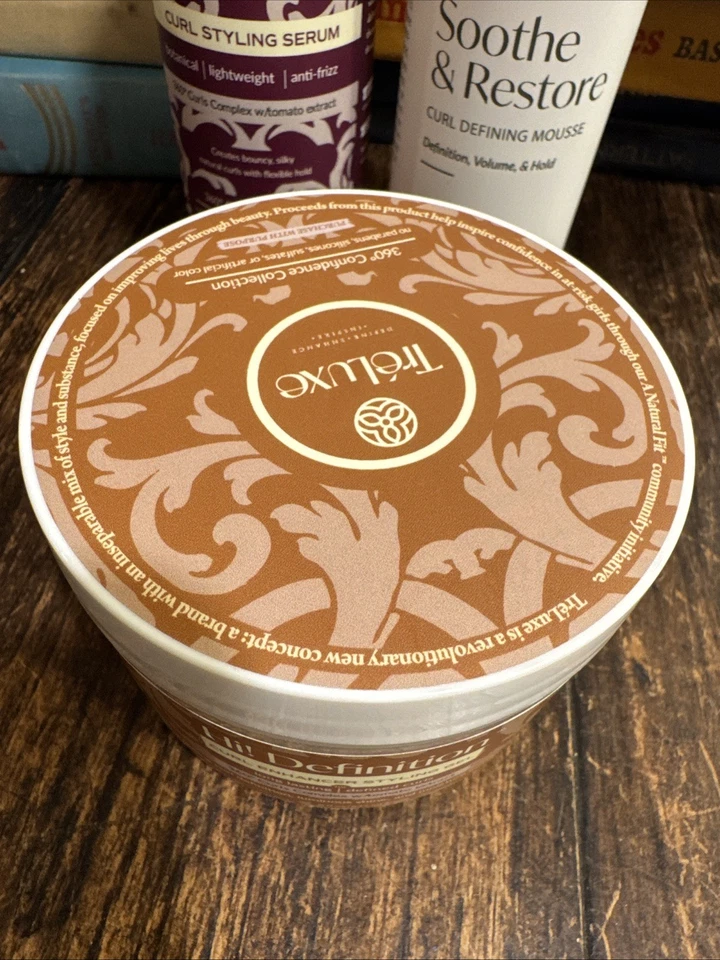 CURL STYLING SERUM
botanical | lightweight | anti-frizz
360° Curls Complex w/tomato extract
Creates bouncy, silky
natural curls with flexible hold
Soothe
& Restore
CURL DEFINING MOUSSE
Definition, Volume, & Hold
BAS
TréLuxe is a revolutionary new concept: a brand with an inseparable mix of style and substance, focused on improving lives through beauty. Proceeds from this product help inspire confidence in at-risk girls through our A Natural Fit™ community initiative.
TréLuxe
DEFINE • ENHANCE
• INSPIRE •
360° Confidence Collection
no parabens, silicones, sulfates, or artificial color
PURCHASE WITH PURPOSE
Hi! Definition
CURL ENHANCER STYLING GEL